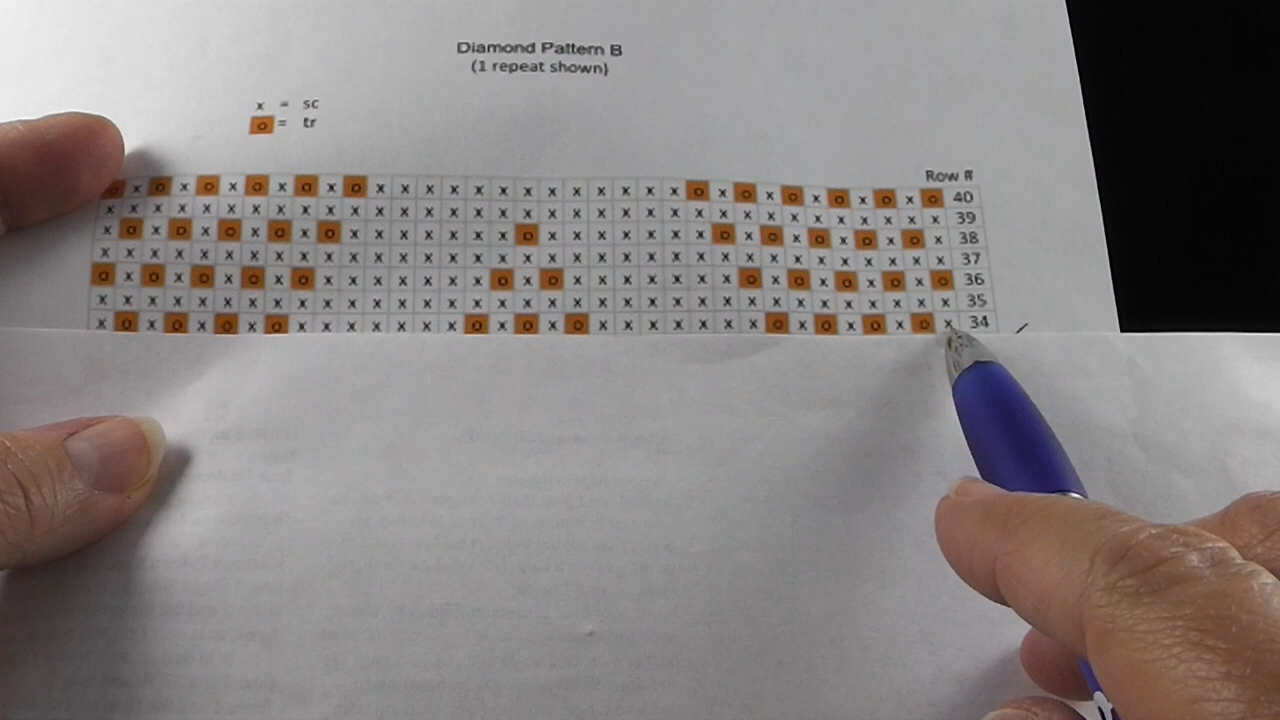 Diamond Pattern B
(1 repeat shown)
x = sc
o = tr
Row #
o x o x o x o x o x o x x x x x x x x x x x x x o x o x o x o x o x o 40
x x x x x x x x x x x x x x x x x x x x x x x x x x x x x x x x x x x 39
x o x o x o x o x o x x x x x x x o x x x x x x x o x o x o x o x o x 38
x x x x x x x x x x x x x x x x x x x x x x x x x x x x x x x x x x x 37
o x o x o x o x o x x x x x x x o x o x x x x x x x o x o x o x o x o 36
x x x x x x x x x x x x x x x x x x x x x x x x x x x x x x x x x x x 35
x o x o x o x o x x x x x x x o x o x o x x x x x x x o x o x o x o x 34